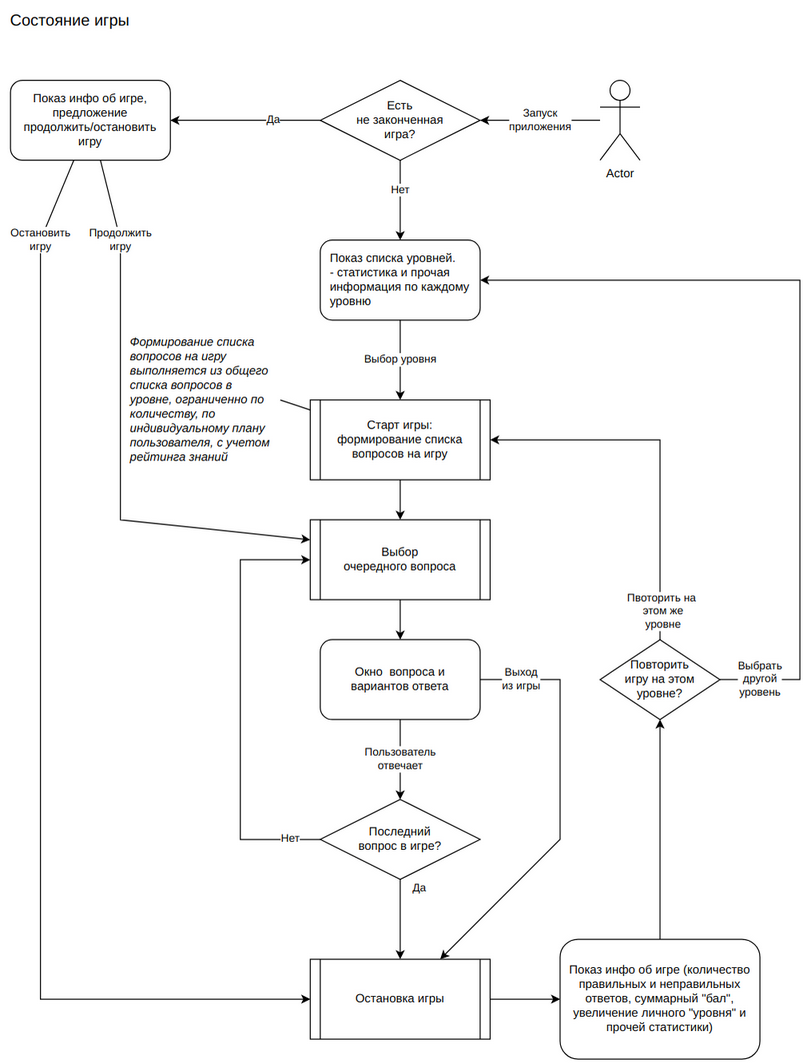 Состояние игры
Показ инфо об игре,
предложение
продолжить/остановить
игру
Да
Есть
не законченная
игра?
Запуск
приложения
Actor
Нет
Остановить
игру
Продолжить
игру
Показ списка уровней.
- статистика и прочая
информация по каждому
уровню
Выбор уровня
Формирование списка
вопросов на игру
выполняется из общего
списка вопросов в
уровне, ограниченно по
количеству, по
индивидуальному плану
пользователя, с учетом
рейтинга знаний
Старт игры:
формирование списка
вопросов на игру
Выбор
очередного вопроса
Окно вопроса и
вариантов ответа
Выход
из игры
Пвоторить на
этом же
уровне
Повторить
игру на этом
уровне?
Выбрать
другой
уровень
Пользователь
отвечает
Последний
вопрос в игре?
Нет
Да
Остановка игры
Показ инфо об игре (количество
правильных и неправильных
ответов, суммарный "бал",
увеличение личного "уровня" и
прочей статистики)